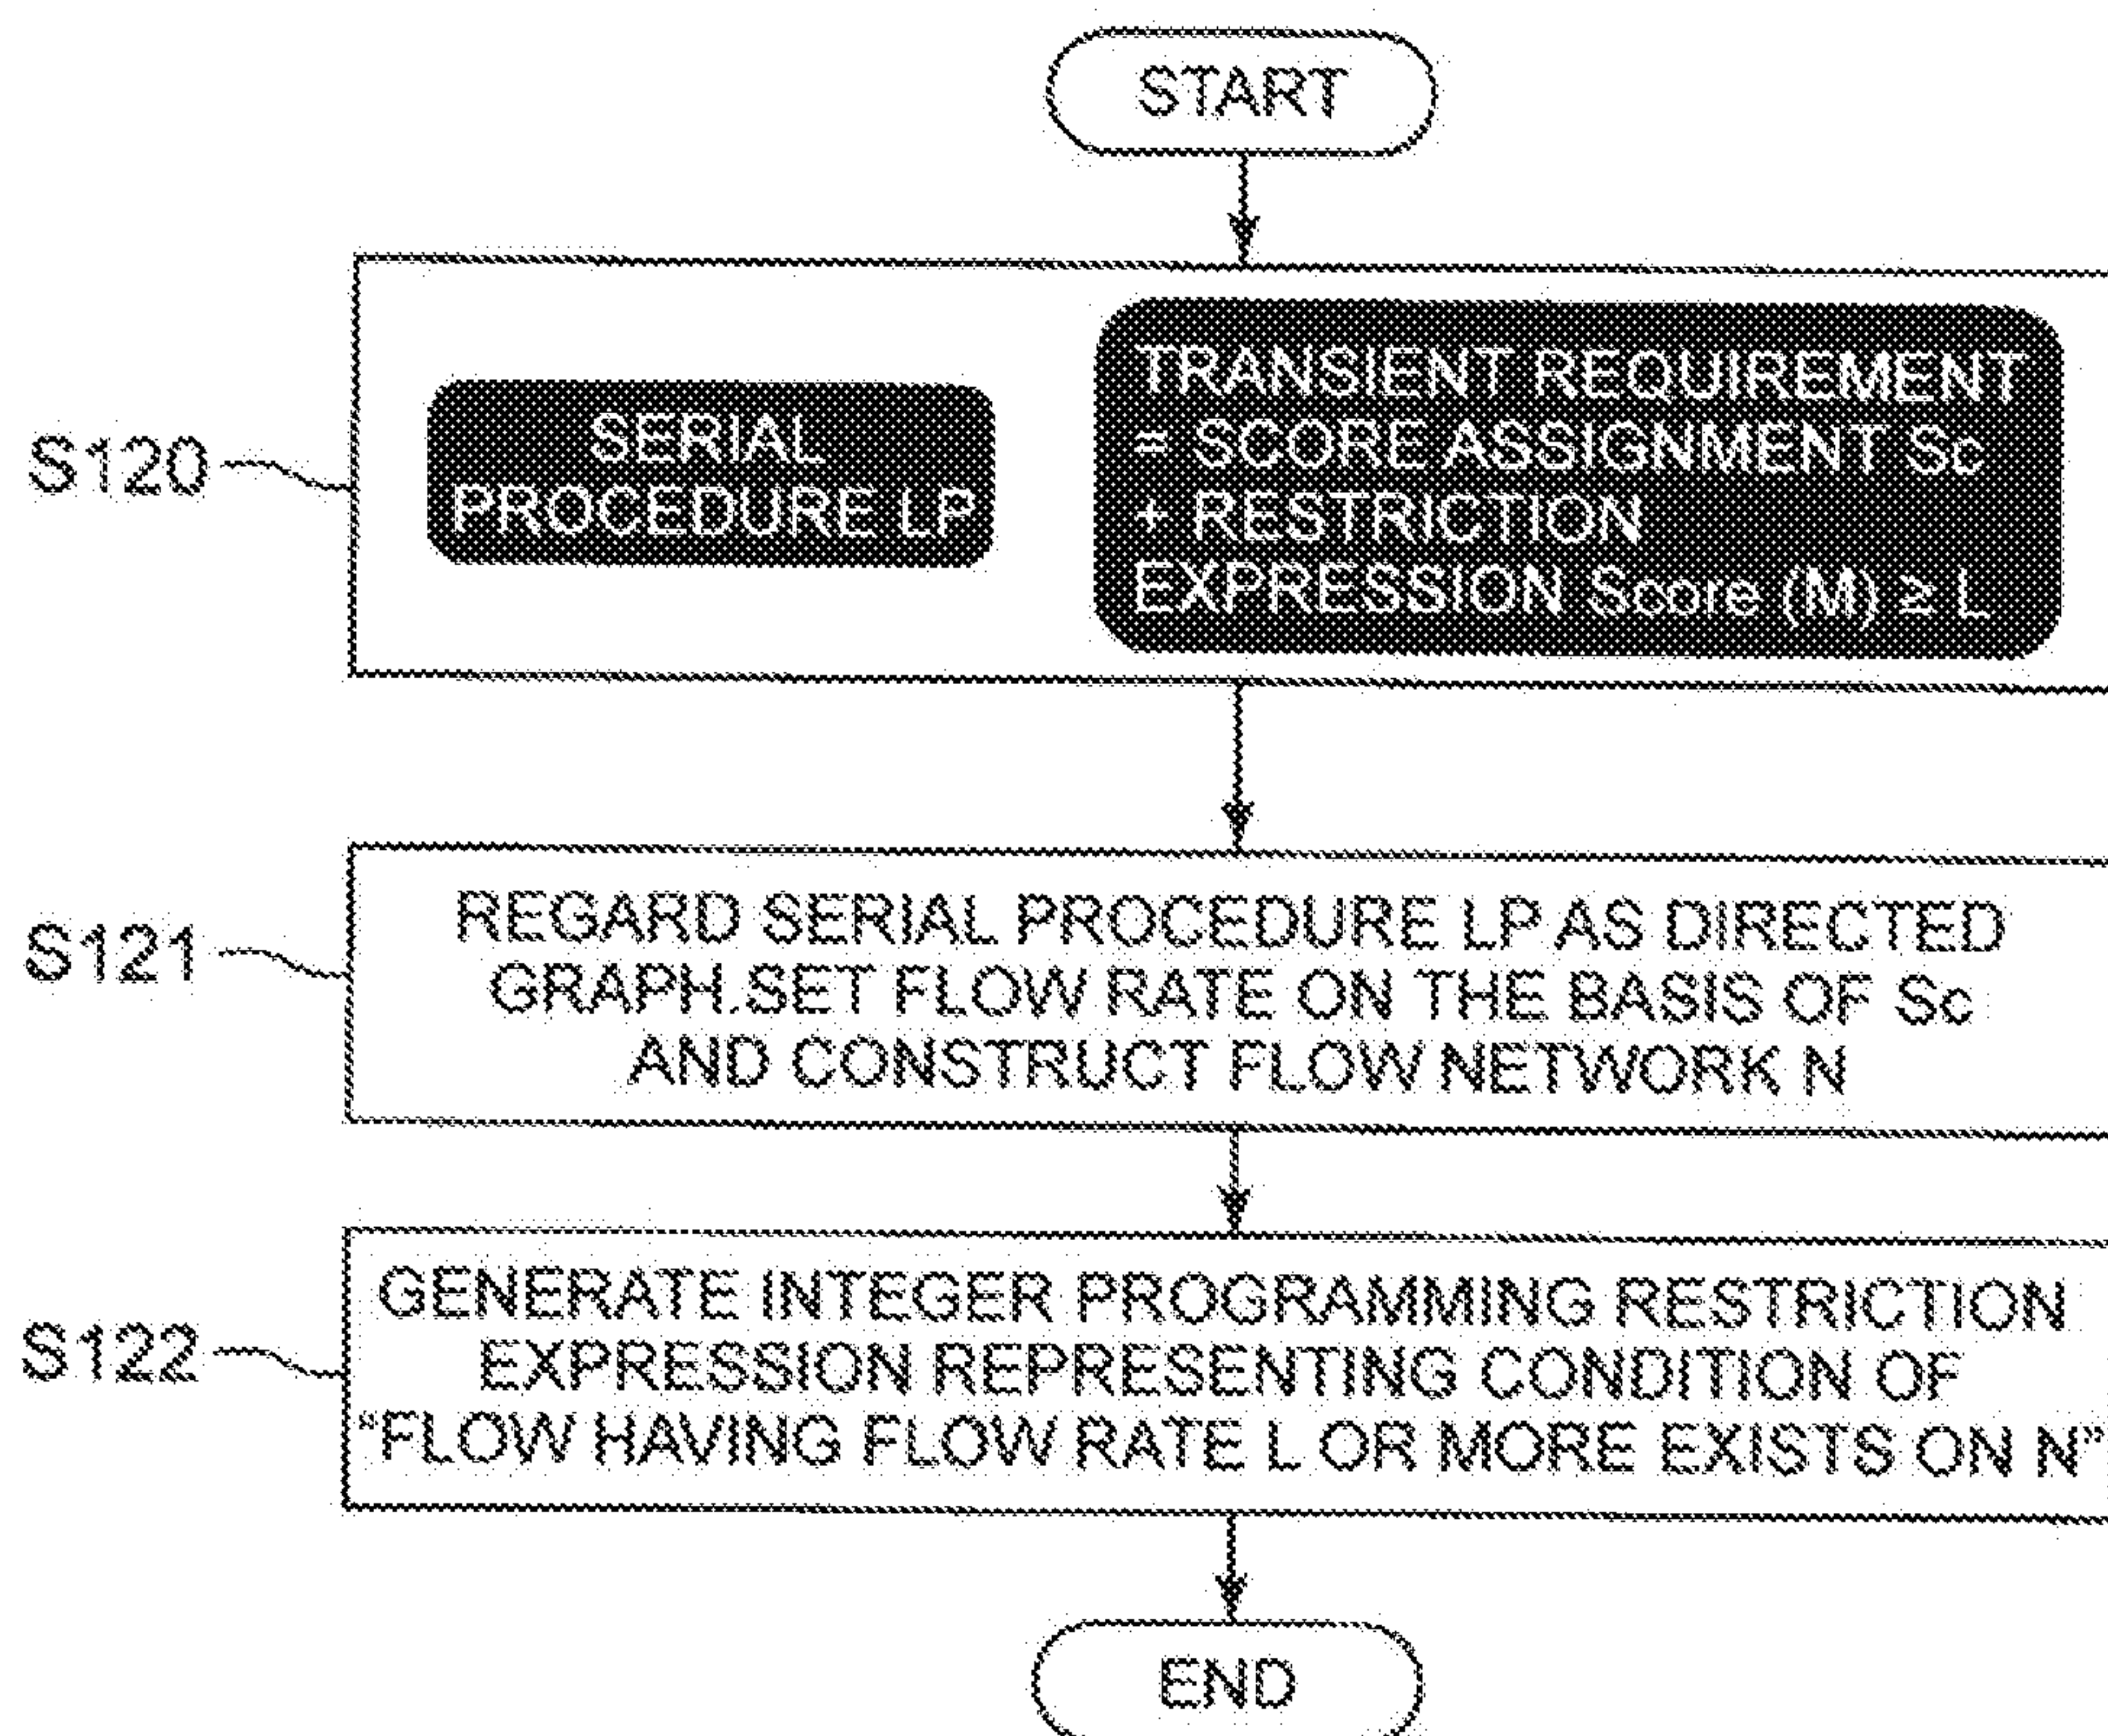 START
S120
SERIAL
PROCEDURE LP
TRANSIENT REQUIREMENT
= SCORE ASSIGNMENT Sc
+ RESTRICTION
EXPRESSION Score (M) ≥ L
S121
REGARD SERIAL PROCEDURE LP AS DIRECTED
GRAPH.SET FLOW RATE ON THE BASIS OF Sc
AND CONSTRUCT FLOW NETWORK N
S122
GENERATE INTEGER PROGRAMMING RESTRICTION
EXPRESSION REPRESENTING CONDITION OF
“FLOW HAVING FLOW RATE L OR MORE EXISTS ON N”
END